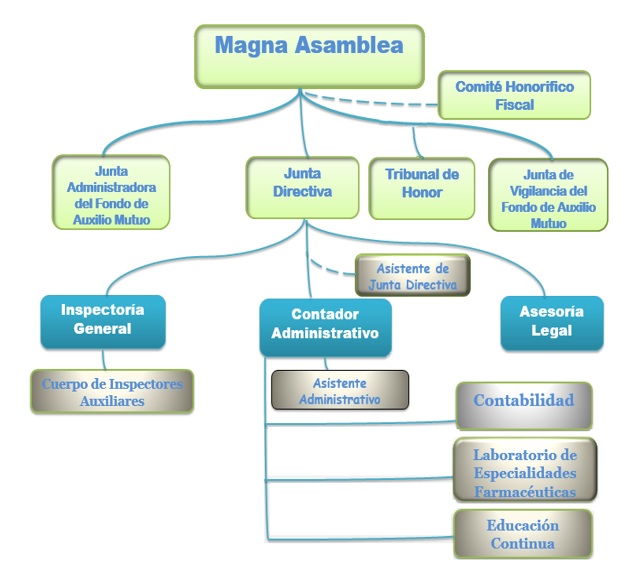 Magna Asamblea
Comité Honorifico
Fiscal
Junta
Administradora
del Fondo de
Auxilio Mutuo
Junta
Directiva
Tribunal de
Honor
Junta de
Vigilancia del
Fondo de Auxilio
Mutuo
Asistente de
Junta Directiva
Inspectoría
General
Contador
Administrativo
Asesoría
Legal
Cuerpo de Inspectores
Auxiliares
Asistente
Administrativo
Contabilidad
Laboratorio de
Especialidades
Farmacéuticas
Educación
Continua